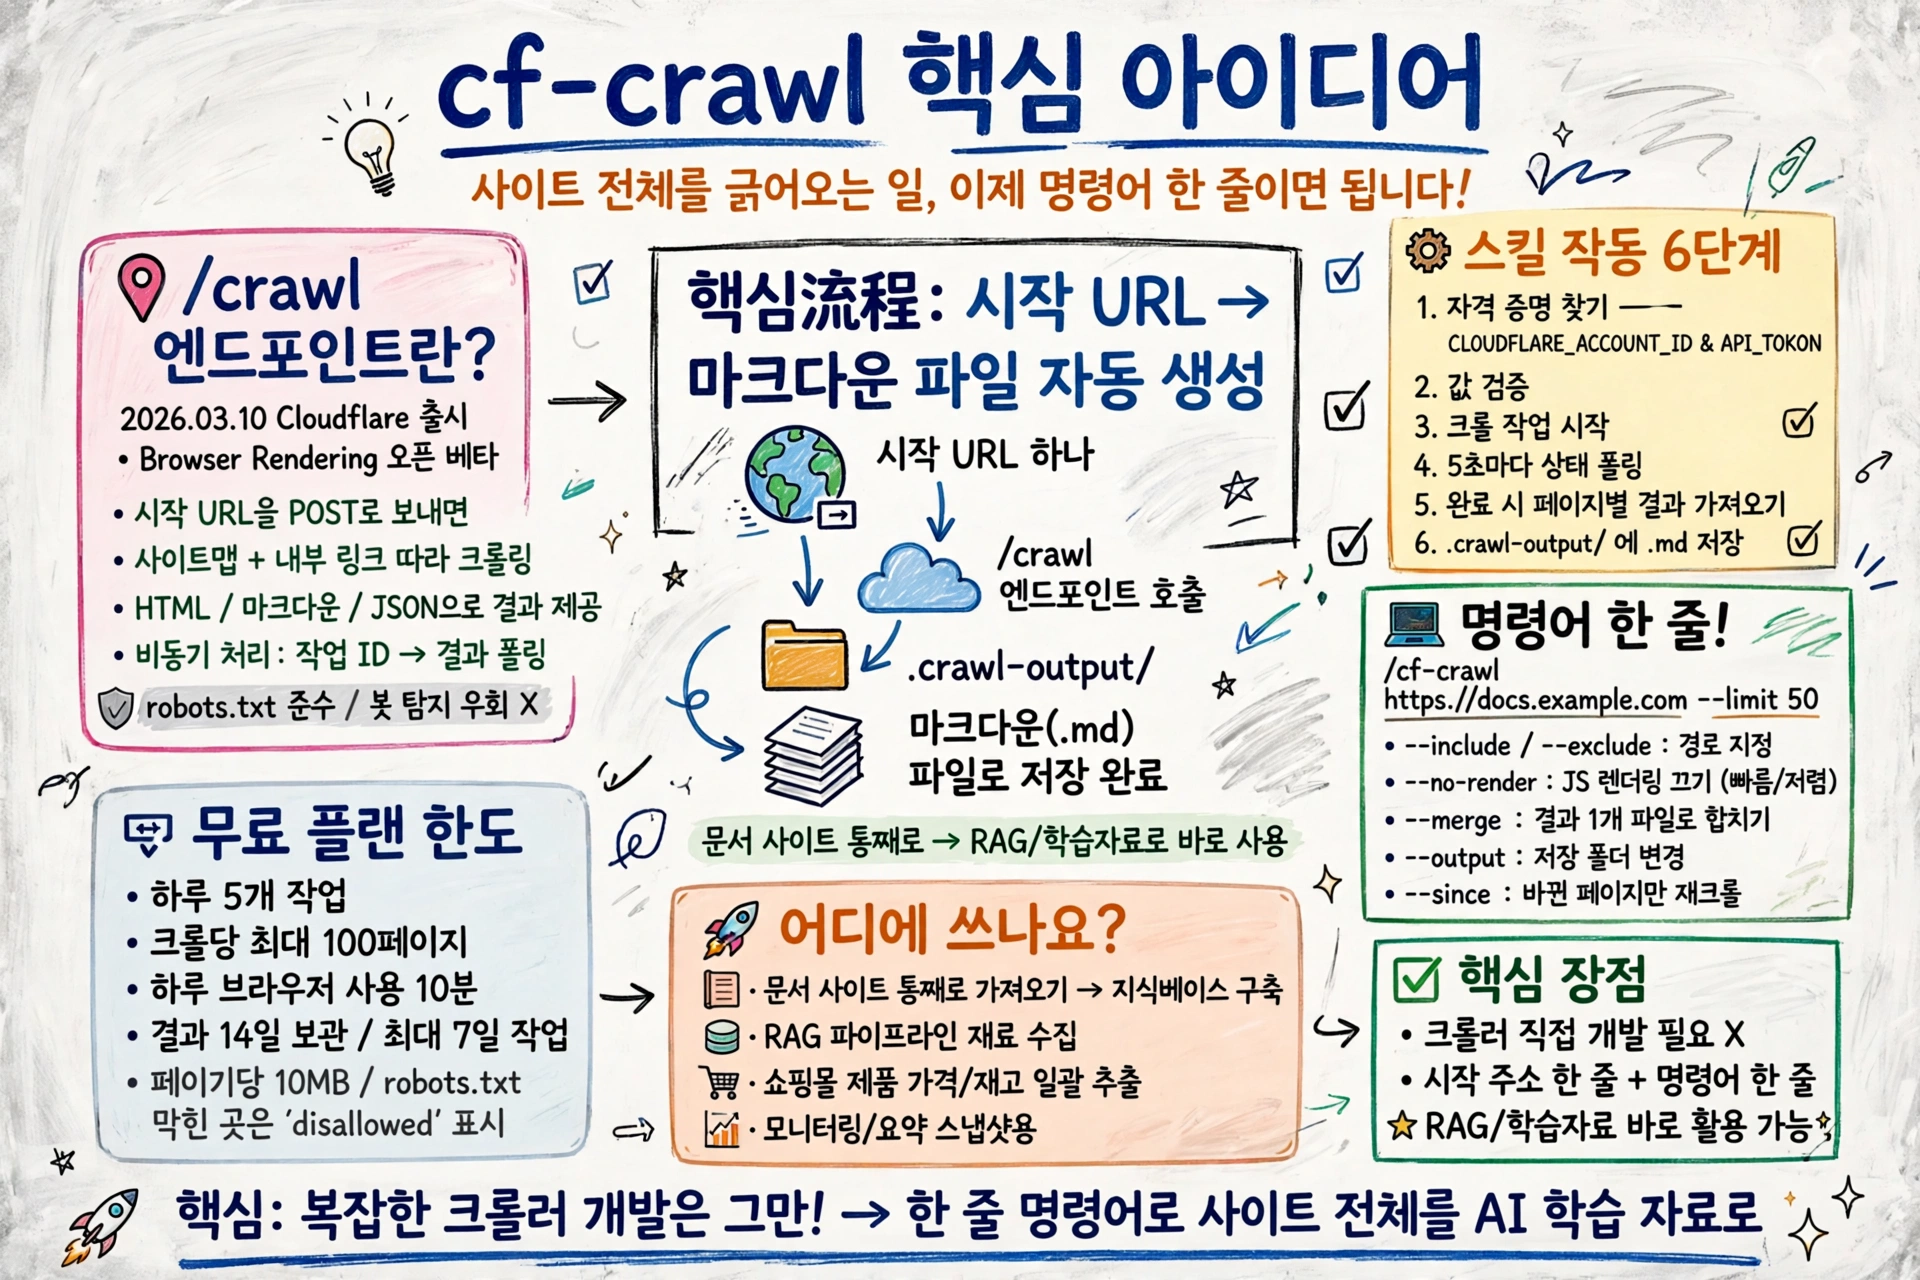 cf-crawl 핵심 아이디어
사이트 전체를 긁어오는 일, 이제 명령어 한 줄이면 됩니다!
/crawl
엔드포인트란?
2026.03.10 Cloudflare 출시
• Browser Rendering 오픈 베타
• 시작 URL을 POST로 보내면
• 사이트맵 + 내부 링크 따라 크롤링
• HTML / 마크다운 / JSON으로 결과 제공
• 비동기 처리 : 작업 ID → 결과 폴링
robots.txt 준수 / 봇 탐지 우회 X
핵심流程: 시작 URL →
마크다운 파일 자동 생성
시작 URL 하나
/crawl
엔드포인트 호출
.crawl-output/
마크다운(.md)
파일로 저장 완료
문서 사이트 통째로 → RAG/학습자료로 바로 사용
스킬 작동 6단계
1. 자격 증명 찾기
CLOUDFLARE_ACCOUNT_ID & API_TOKON
2. 값 검증
3. 크롤 작업 시작
4. 5초마다 상태 폴링
5. 완료 시 페이지별 결과 가져오기
6. .crawl-output/ 에 .md 저장
명령어 한 줄!
/cf-crawl
https://docs.example.com --limit 50
• --include / --exclude : 경로 지정
• --no-render : JS 렌더링 끄기 (빠름/저렴)
• --merge : 결과 1개 파일로 합치기
• --output : 저장 폴더 변경
• --since : 바뀐 페이지만 재크롤
무료 플랜 한도
• 하루 5개 작업
• 크롤당 최대 100페이지
• 하루 브라우저 사용 10분
• 결과 14일 보관 / 최대 7일 작업
• 페이기당 10MB / robots.txt
막힌 곳은 'disallowed' 표시
어디에 쓰나요?
· 문서 사이트 통째로 가져오기 → 지식베이스 구축
· RAG 파이프라인 재료 수집
· 쇼핑몰 제품 가격/재고 일괄 추출
· 모니터링/요약 스냅샷용
핵심 장점
• 크롤러 직접 개발 필요 X
• 시작 주소 한 줄 + 명령어 한 줄
RAG/학습자료 바로 활용 가능
핵심: 복잡한 크롤러 개발은 그만! → 한 줄 명령어로 사이트 전체를 AI 학습 자료로